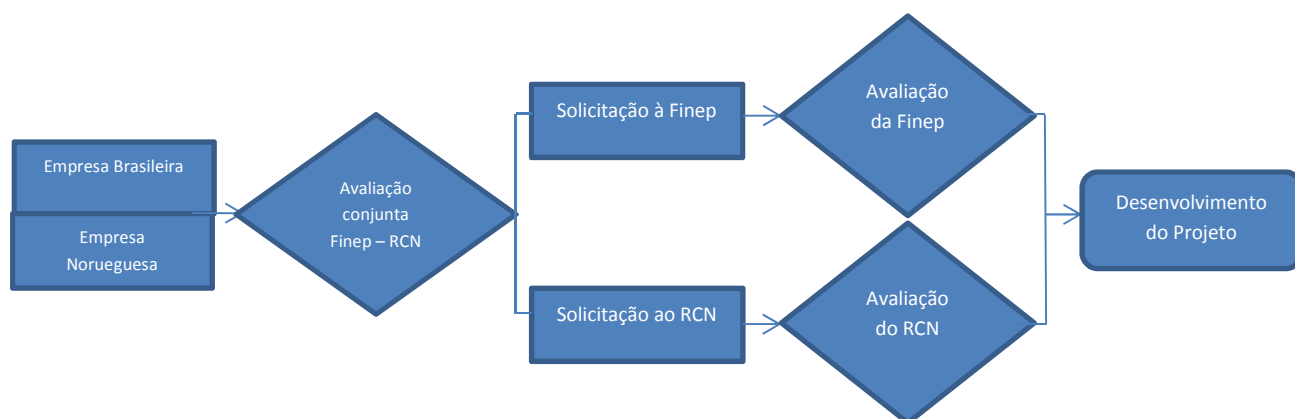 Empresa Brasileira
Empresa
Norueguesa
Avaliação
conjunta
Finep – RCN
Solicitação à Finep
Avaliação
da Finep
Solicitação ao RCN
Avaliação
do RCN
Desenvolvimento
do Projeto